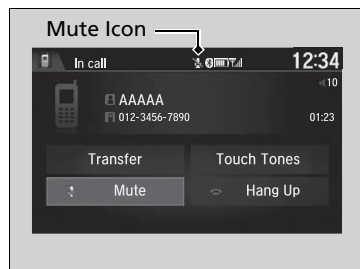 Mute Icon
In call 12:34
10
AAAAA
012-3456-7890 01:23
Transfer Touch Tones
Mute Hang Up